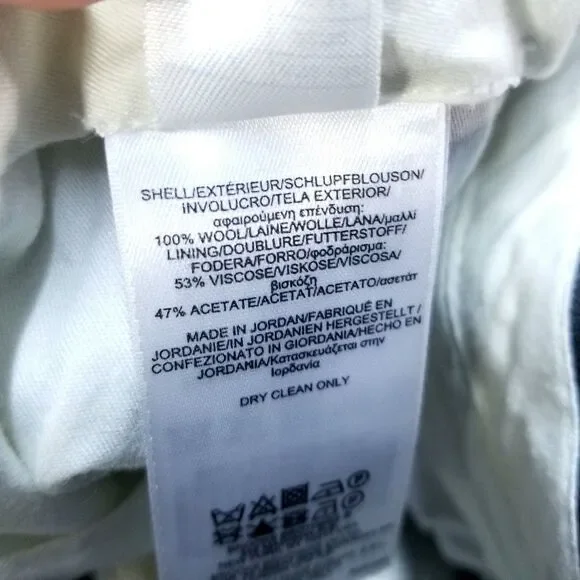 SHELL/EXTÉRIEUR/SCHLUPFBLOUSON/
INVOLUCRO/TELA EXTERIOR/
αφαιρούμενη επένδυση:
100% WOOL/LAINE/WOLLE/LANA/μαλλί
LINING/DOUBLURE/FUTTERSTOFF/
FODERA/FORRO/φοδράρισμα:
53% VISCOSE/VISKOSE/VISCOSA/
βισκόζη
47% ACETATE/ACETAT/ACETATO/ασετάτ
MADE IN JORDAN/FABRIQUÉ EN
JORDANIE/IN JORDANIEN HERGESTELLT/
CONFEZIONATO IN GIORDANIA/HECHO EN
JORDANIA/Κατασκευάζεται στην
Ιορδανία
DRY CLEAN ONLY